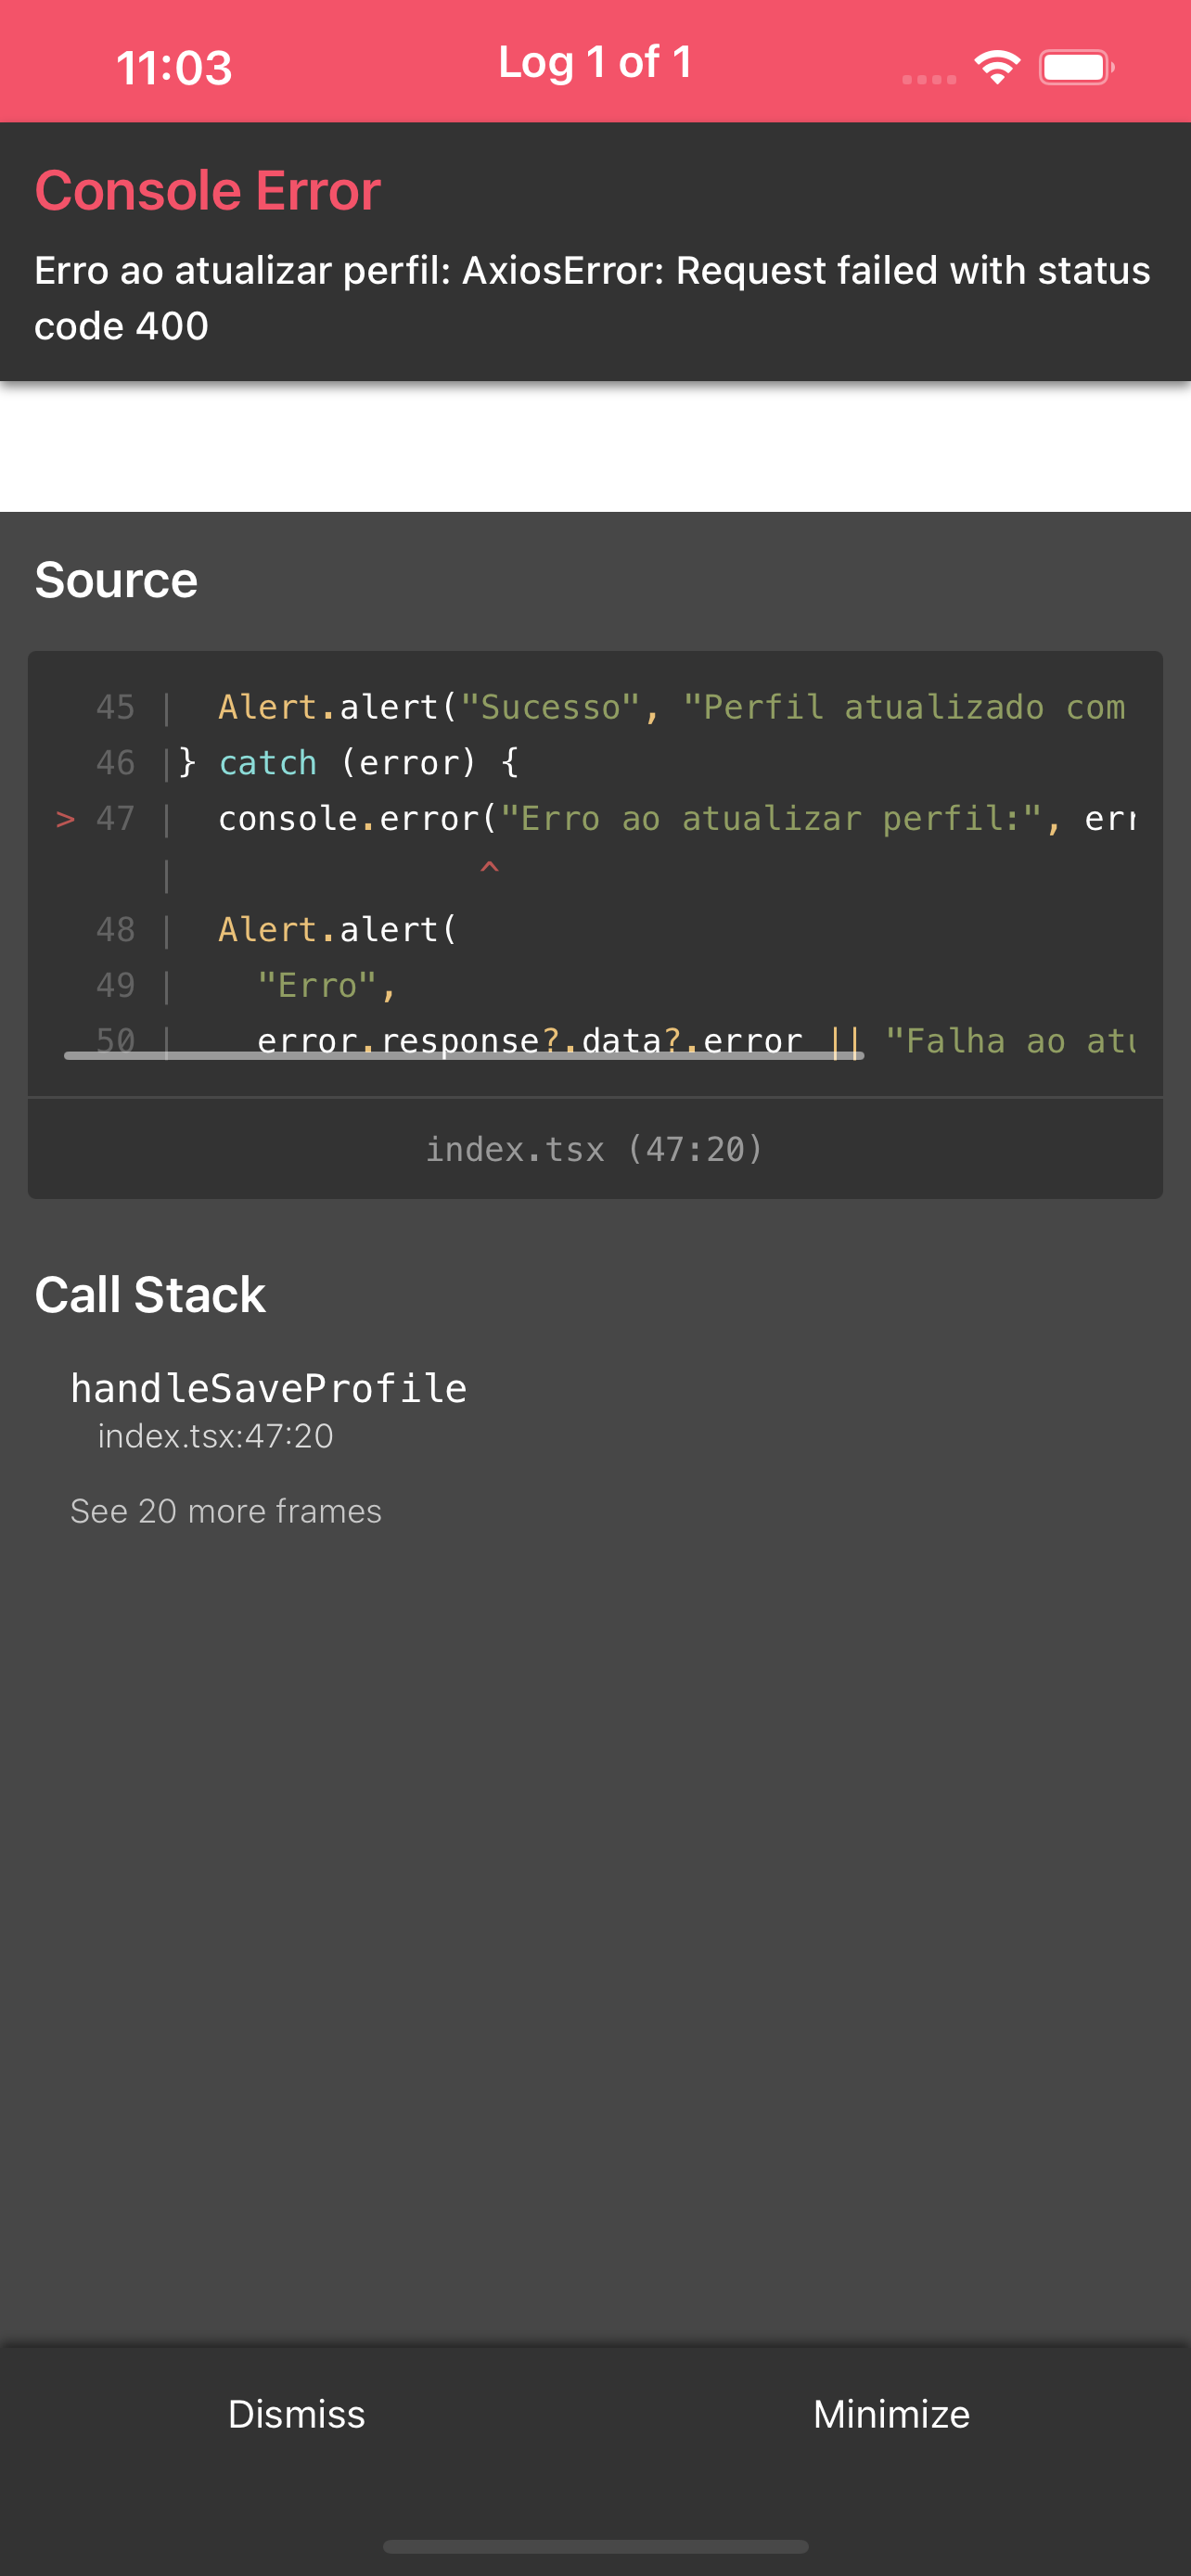 11:03
Log 1 of 1
Console Error
Erro ao atualizar perfil: AxiosError: Request failed with status
code 400
Source
45 |  Alert.alert("Sucesso", "Perfil atualizado com
46 |} catch (error) {
> 47 |  console.error("Erro ao atualizar perfil:", err
|                ^
48 |  Alert.alert(
49 |    "Erro",
50 |    error.response?.data?.error || "Falha ao atu
index.tsx (47:20)
Call Stack
handleSaveProfile
index.tsx:47:20
See 20 more frames
Dismiss
Minimize